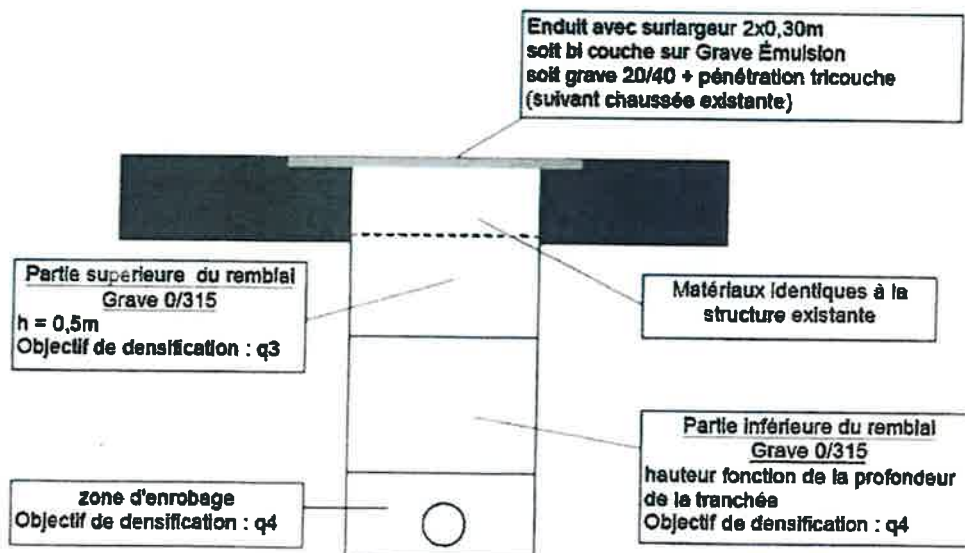 Enduit avec surlargeur 2x0,30m
soit bi couche sur Grave Émulsion
soit grave 20/40 + pénétration tricouche
(suivant chaussée existante)
Partie superieure du remblai
Grave 0/315
h = 0,5m
Objectif de densification : q3
Matériaux identiques à la
structure existante
Partie inférieure du remblai
Grave 0/315
hauteur fonction de la profondeur
de la tranchée
Objectif de densification : q4
zone d'enrobage
Objectif de densification : q4